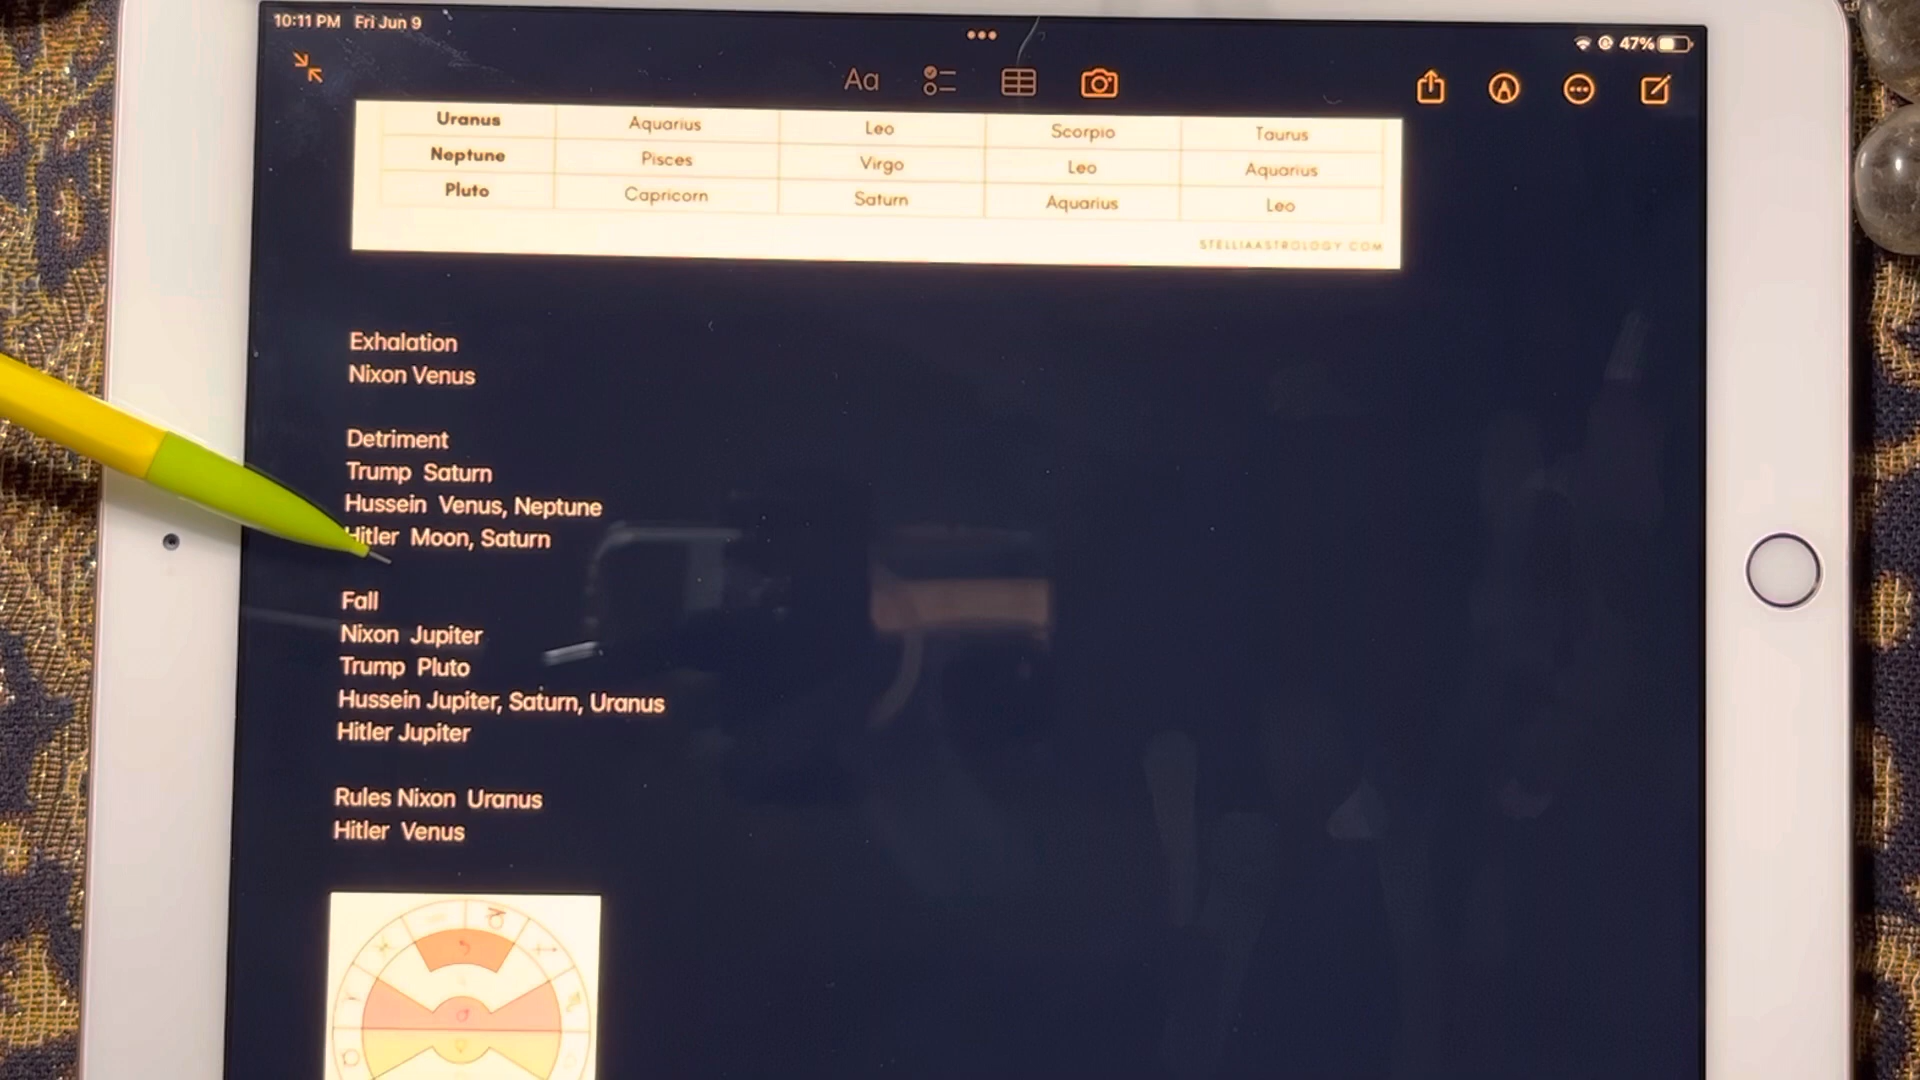 10:11 PM Fri Jun 9
47%
Aa
Uranus Aquarius Leo Scorpio Taurus
Neptune Pisces Virgo Leo Aquarius
Pluto Capricorn Saturn Aquarius Leo
STELLIAASTROLOGY.COM
Exhalation
Nixon Venus
Detriment
Trump Saturn
Hussein Venus, Neptune
Hitler Moon, Saturn
Fall
Nixon Jupiter
Trump Pluto
Hussein Jupiter, Saturn, Uranus
Hitler Jupiter
Rules Nixon Uranus
Hitler Venus